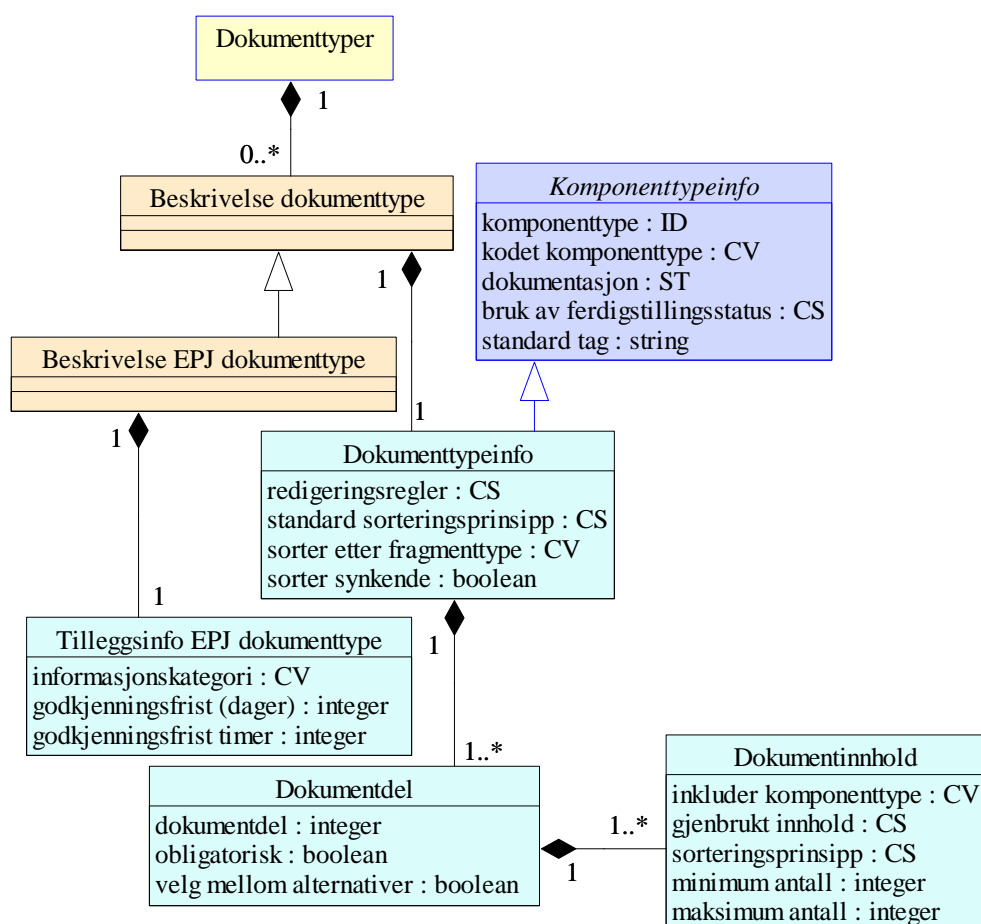 Dokumenttyper
1
0..*
Beskrivelse dokumenttype
1
Komponenttypeinfo
komponenttype : ID
kodet komponenttype : CV
dokumentasjon : ST
bruk av ferdigstillingsstatus : CS
standard tag : string
Beskrivelse EPJ dokumenttype
1
1
Dokumenttypeinfo
redigeringsregler : CS
standard sorteringsprinsipp : CS
sorter etter fragmenttype : CV
sorter synkende : boolean
1
Tilleggsinfo EPJ dokumenttype
informasjonskategori : CV
godkjenningsfrist (dager) : integer
godkjenningsfrist timer : integer
1
1..*
Dokumentdel
dokumentdel : integer
obligatorisk : boolean
velg mellom alternativer : boolean
1
1..*
Dokumentinnhold
inkluder komponenttype : CV
gjenbrukt innhold : CS
sorteringsprinsipp : CS
minimum antall : integer
maksimum antall : integer